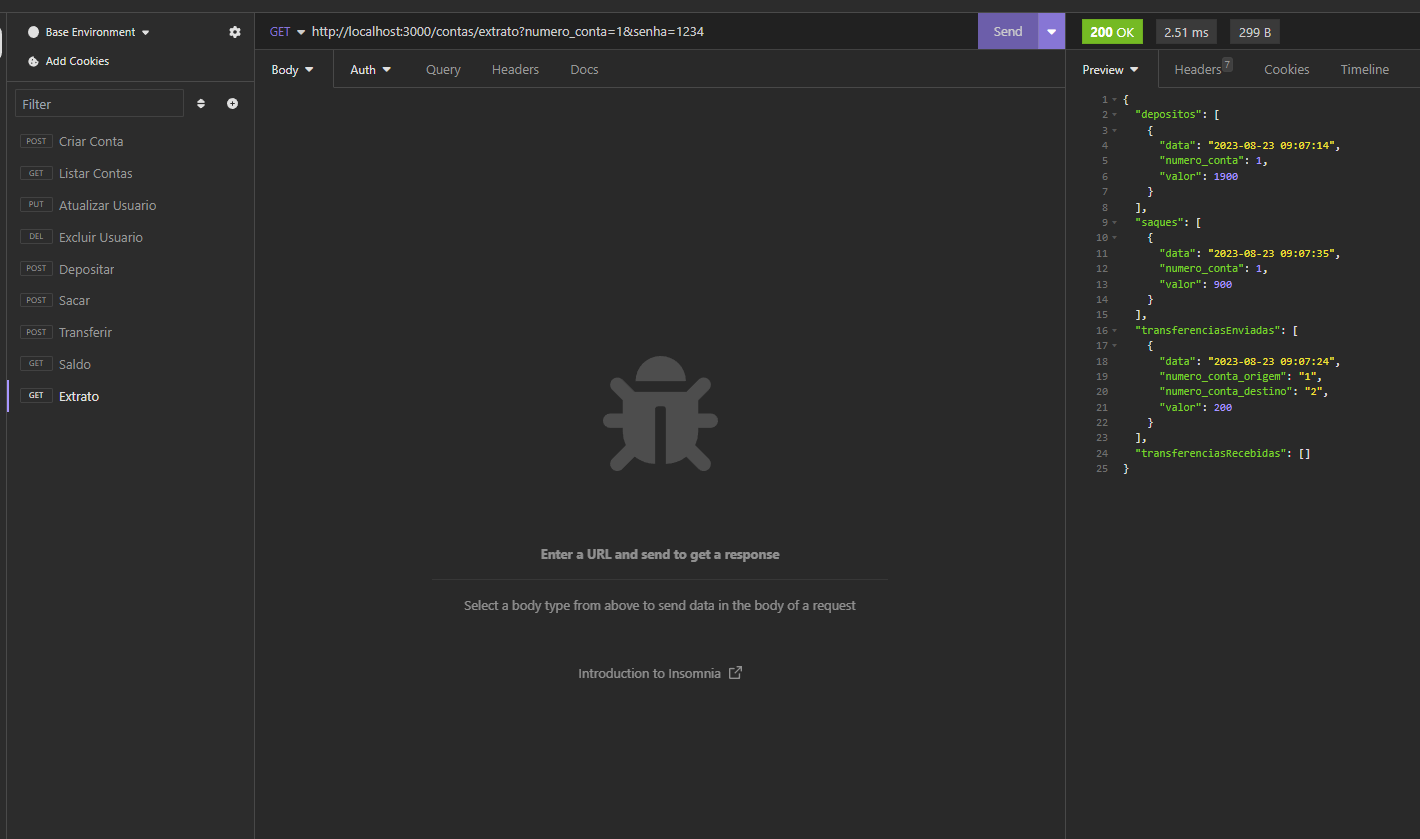 Base Environment
Add Cookies
Filter
POST Criar Conta
GET Listar Contas
PUT Atualizar Usuario
DEL Excluir Usuario
POST Depositar
POST Sacar
POST Transferir
GET Saldo
GET Extrato
GET http://localhost:3000/contas/extrato?numero_conta=1&senha=1234 Send
Body Auth Query Headers Docs
Enter a URL and send to get a response
Select a body type from above to send data in the body of a request
Introduction to Insomnia
200 OK 2.51 ms 299 B
Preview Headers 7 Cookies Timeline
1 {
2 "depositos": [
3 {
4 "data": "2023-08-23 09:07:14",
5 "numero_conta": 1,
6 "valor": 1900
7 }
8 ],
9 "saques": [
10 {
11 "data": "2023-08-23 09:07:35",
12 "numero_conta": 1,
13 "valor": 900
14 }
15 ],
16 "transferenciasEnviadas": [
17 {
18 "data": "2023-08-23 09:07:24",
19 "numero_conta_origem": "1",
20 "numero_conta_destino": "2",
21 "valor": 200
22 }
23 ],
24 "transferenciasRecebidas": []
25 }